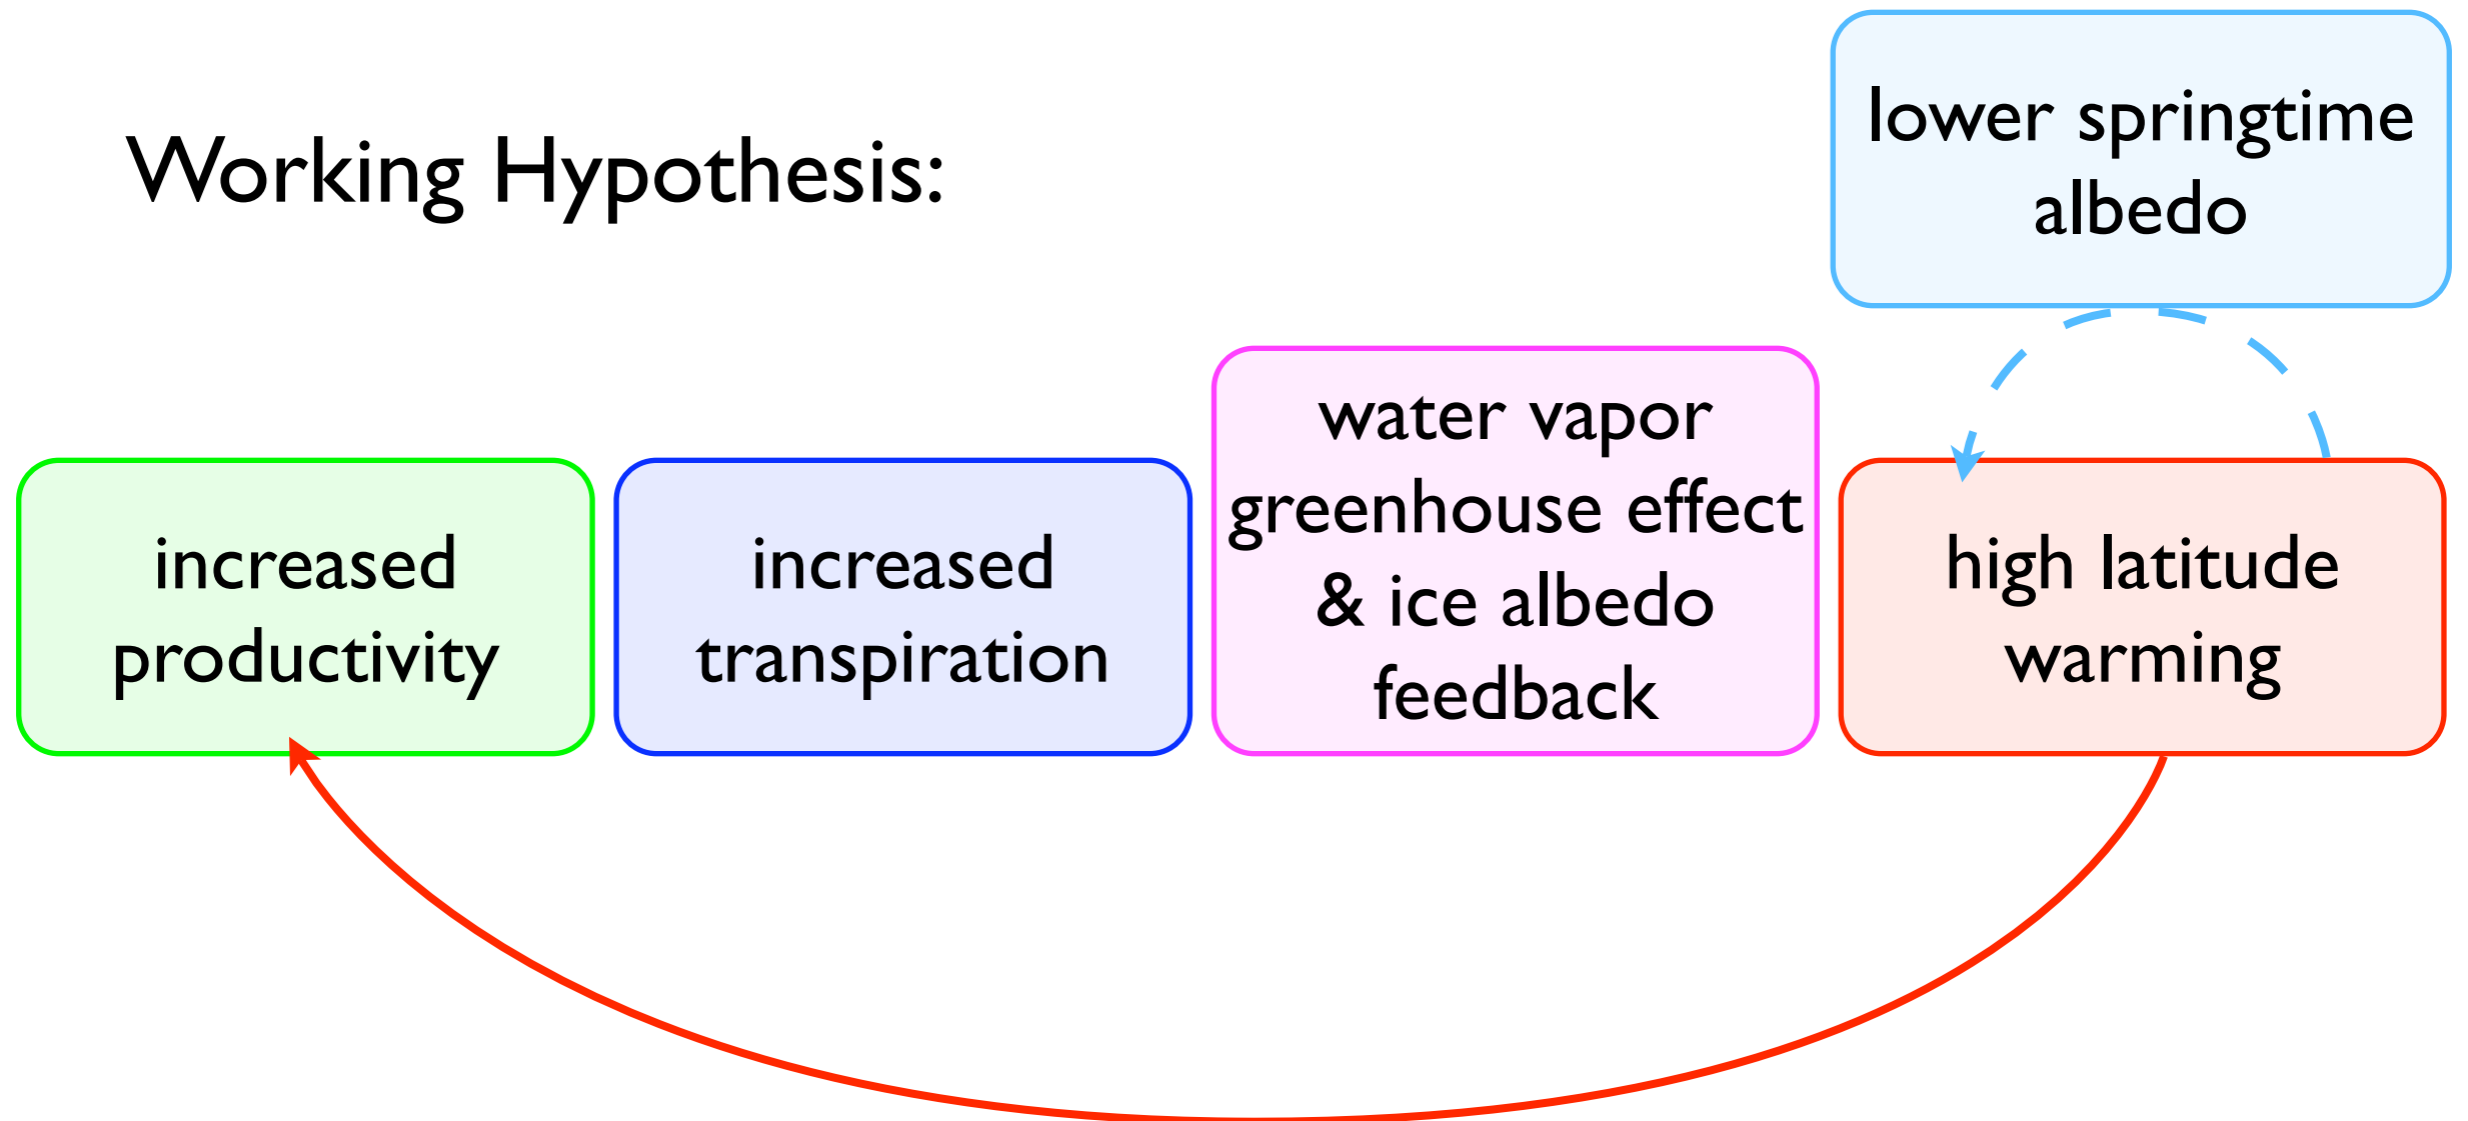 Working Hypothesis:
lower springtime
albedo
increased
productivity
increased
transpiration
water vapor
greenhouse effect
& ice albedo
feedback
high latitude
warming